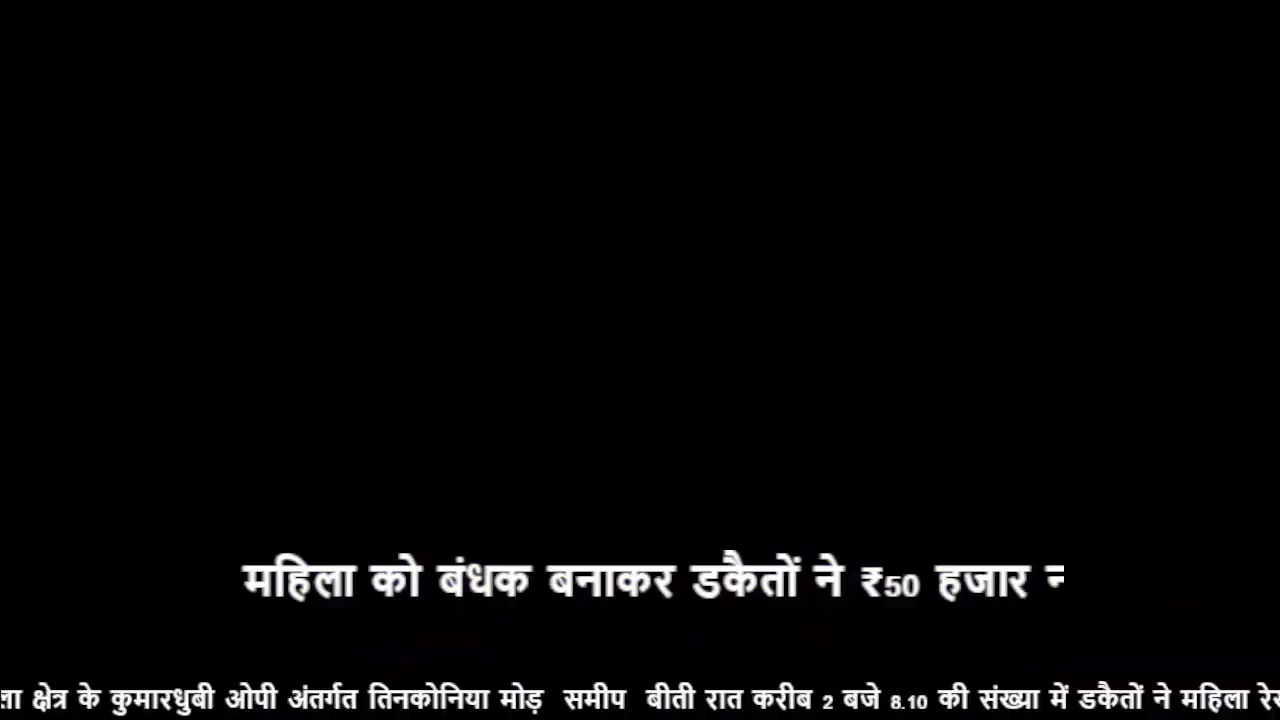 महिला को बंधक बनाकर डकैतों ने ₹50 हजार
क्षेत्र के कुमारधुबी ओपी अंतर्गत तिनकोनिया मोड़ समीप बीती रात करीब 2 बजे 8.10 की संख्या में डकैतों ने महिला